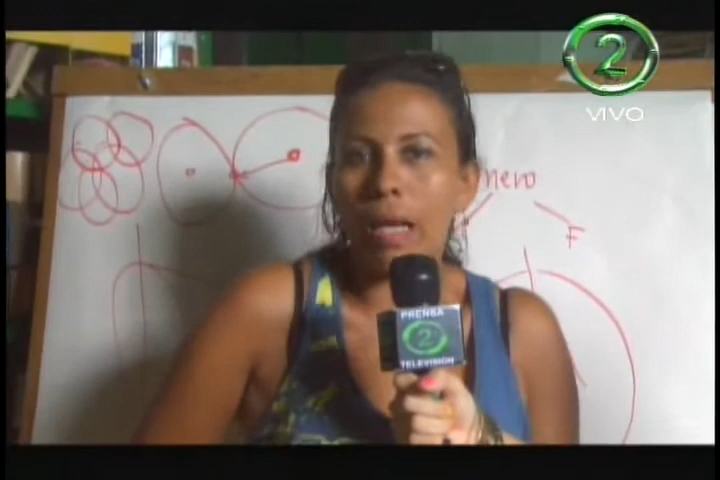 2
VIVO
nero
F
PRENSA
2
TELEVISION